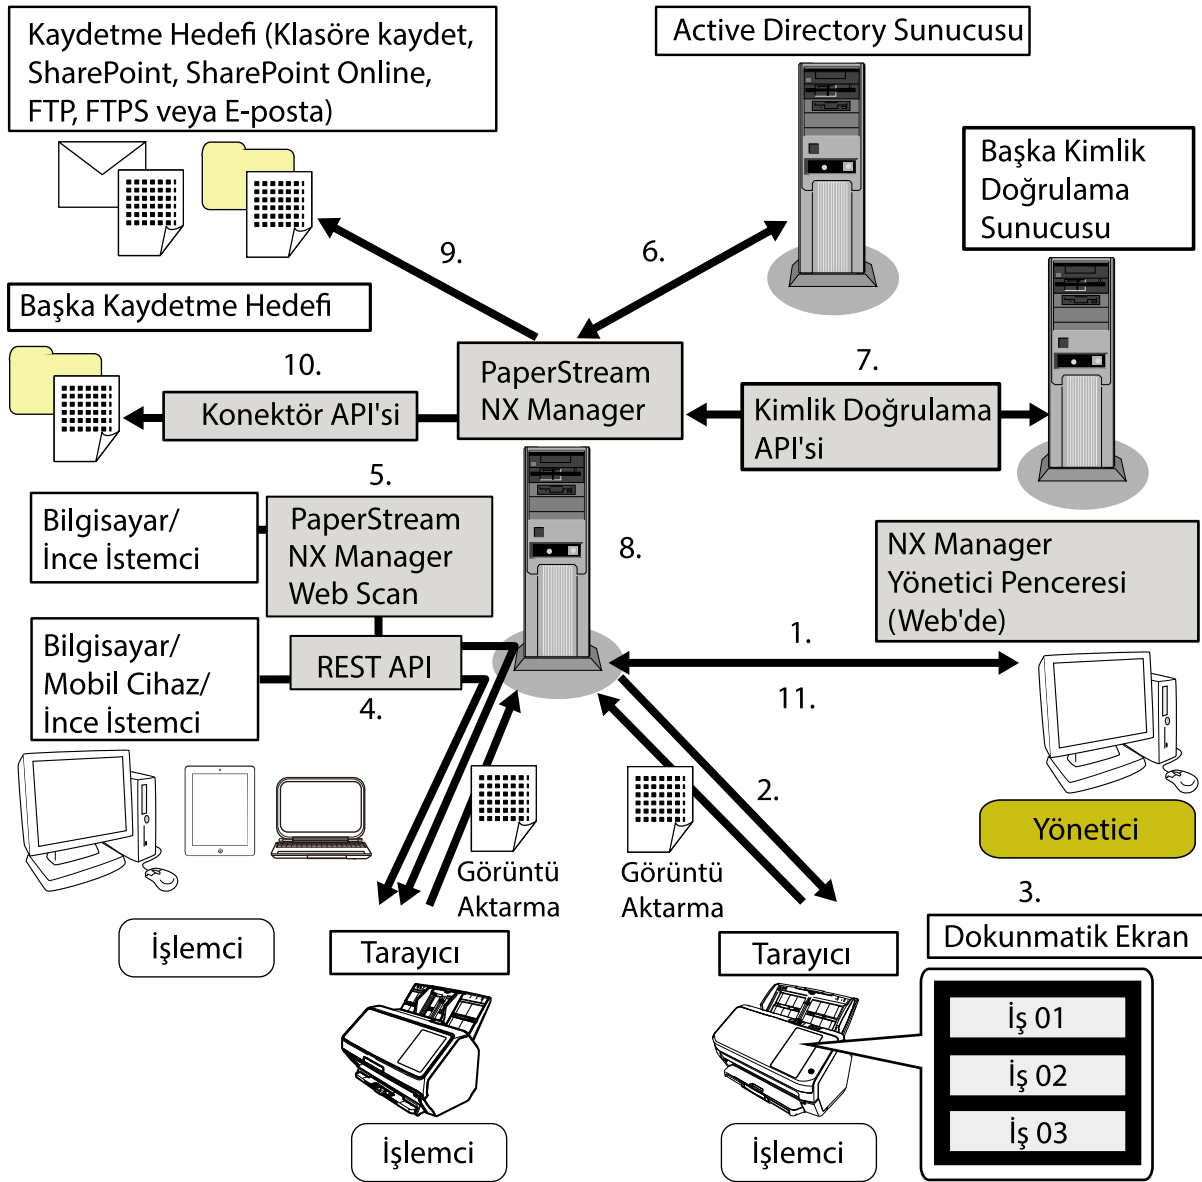 Kaydetme Hedefi (Klasöre kaydet,
SharePoint, SharePoint Online,
FTP, FTPS veya E-posta)
Active Directory Sunucusu
Başka Kimlik
Doğrulama
Sunucusu
9.
6.
Başka Kaydetme Hedefi
10.
Konektör API'si
PaperStream
NX Manager
7.
Kimlik Doğrulama
API'si
5.
Bilgisayar/
İnce İstemci
PaperStream
NX Manager
Web Scan
8.
NX Manager
Yönetici Penceresi
(Web'de)
Bilgisayar/
Mobil Cihaz/
İnce İstemci
REST API
4.
1.
11.
2.
Yönetici
Görüntü
Aktarma
Görüntü
Aktarma
3.
İşlemci
Tarayıcı
Tarayıcı
Dokunmatik Ekran
İş 01
İş 02
İş 03
İşlemci
İşlemci